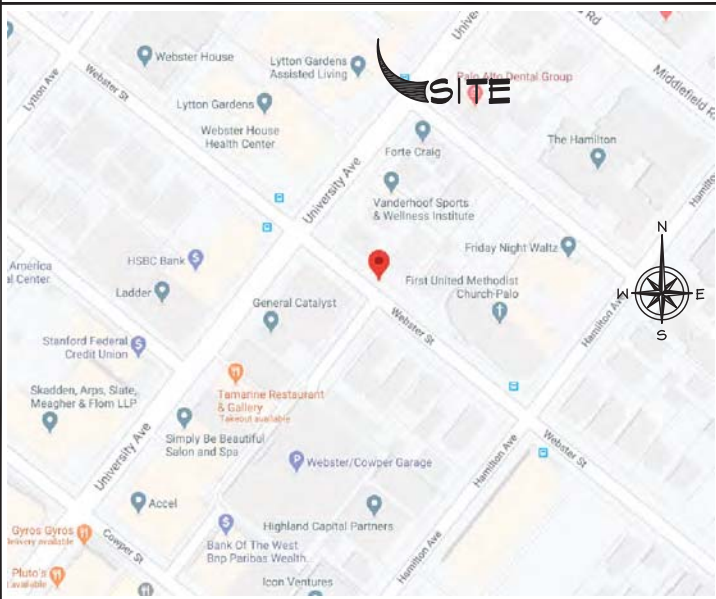 Webster House
Lytton Gardens
Assisted Living
Rd
Lytton Ave
Webster St
SITE
Palo Alto Dental Group
Middlefield
Lytton Gardens
Webster House
Health Center
Forte Craig
The Hamilton
University Ave
Vanderhoof Sports
& Wellness Institute
HSBC Bank
Friday Night Waltz
N
W
E
S
America
al Center
Ladder
First United Methodist
Church-Palo
Hamilton Ave
General Catalyst
Webster St
Stanford Federal
Credit Union
Skadden, Arps, Slate,
Meagher & Flom LLP
Tamarine Restaurant
& Gallery
Takeout available
University Ave
Simply Be Beautiful
Salon and Spa
Webster/Cowper Garage
Hamilton Ave
Webster St
Accel
Highland Capital Partners
Gyros Gyros
Delivery available
Cowper St
Bank Of The West
Bnp Paribas Wealth...
Hamilton Ave
Pluto's
available
Icon Ventures